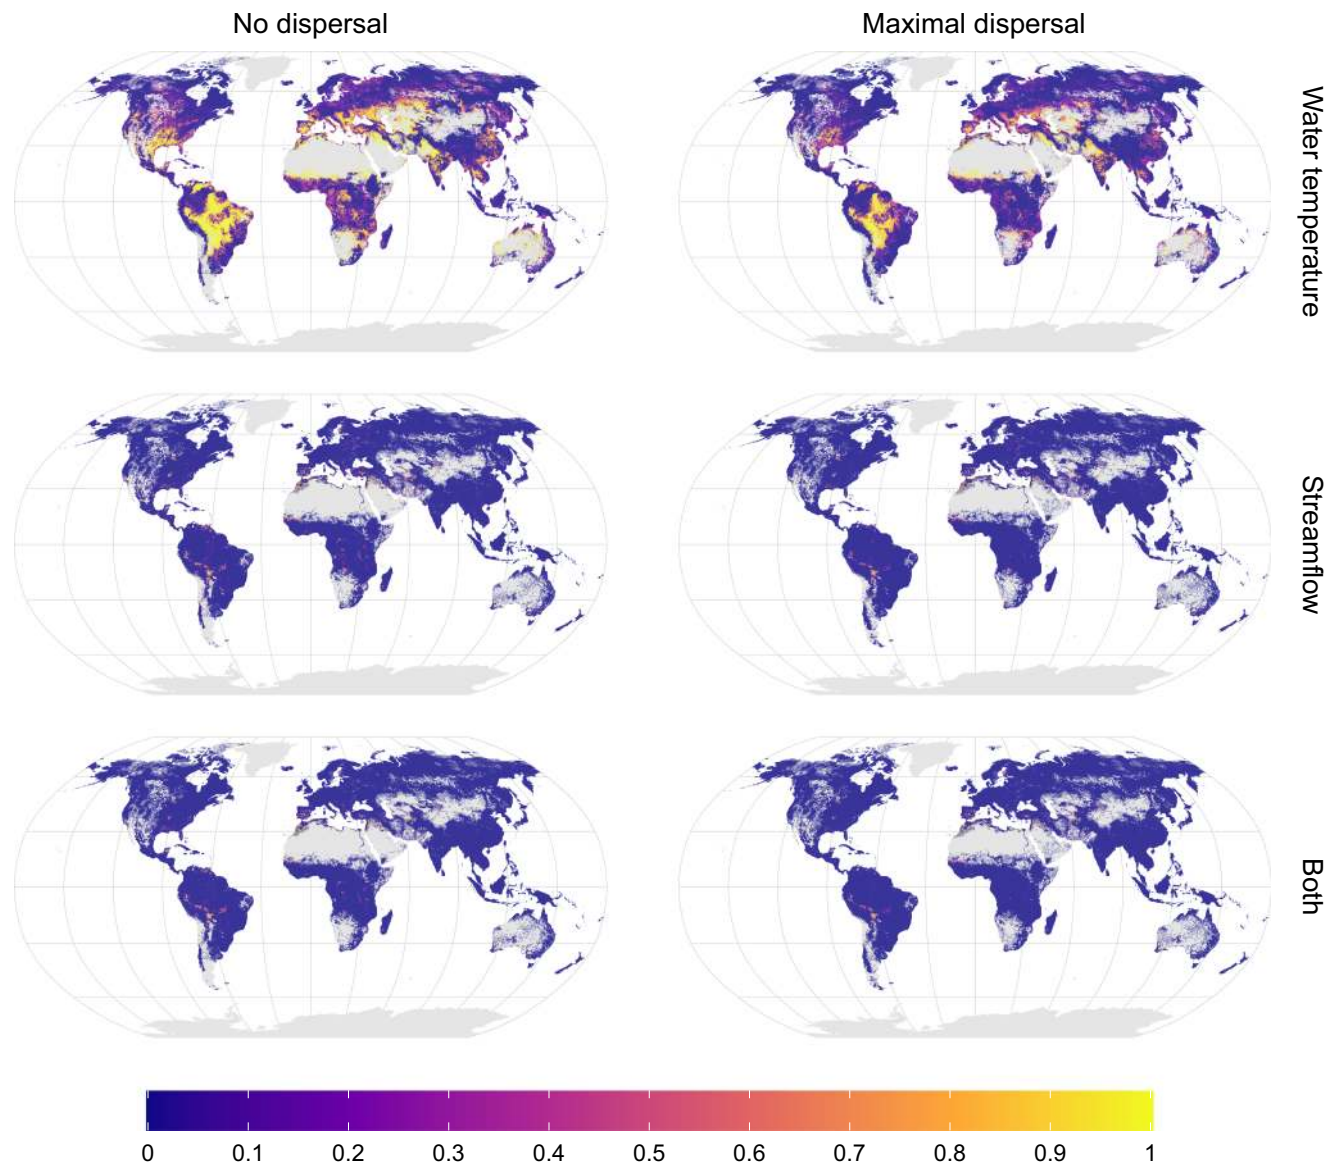 No dispersal
Maximal dispersal
Water temperature
Streamflow
Both
0 0.1 0.2 0.3 0.4 0.5 0.6 0.7 0.8 0.9 1